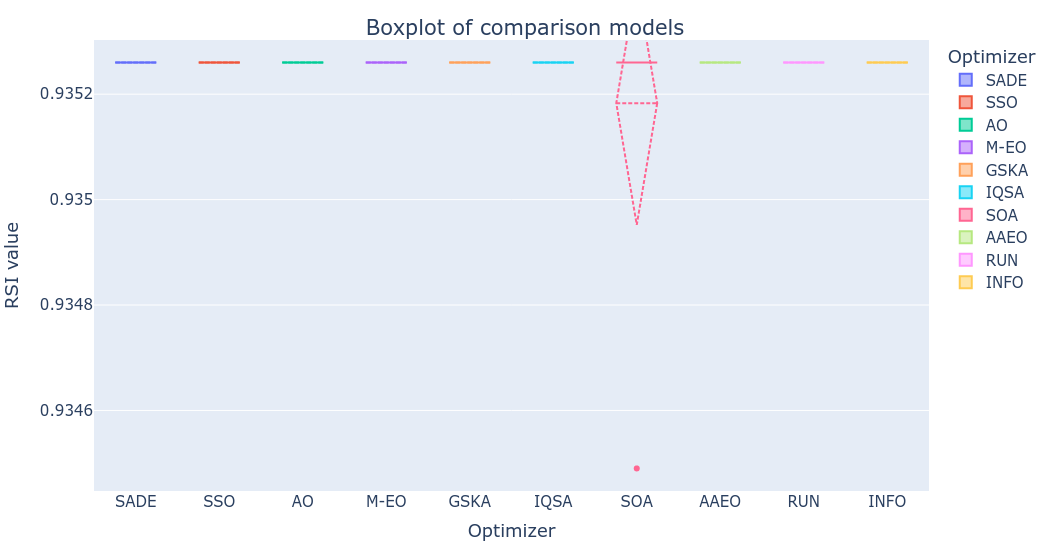 Boxplot of comparison models
RSI value
0.9352
0.935
0.9348
0.9346
SADE
SSO
AO
M-EO
GSKA
IQSA
SOA
AAEO
RUN
INFO
Optimizer
Optimizer
SADE
SSO
AO
M-EO
GSKA
IQSA
SOA
AAEO
RUN
INFO